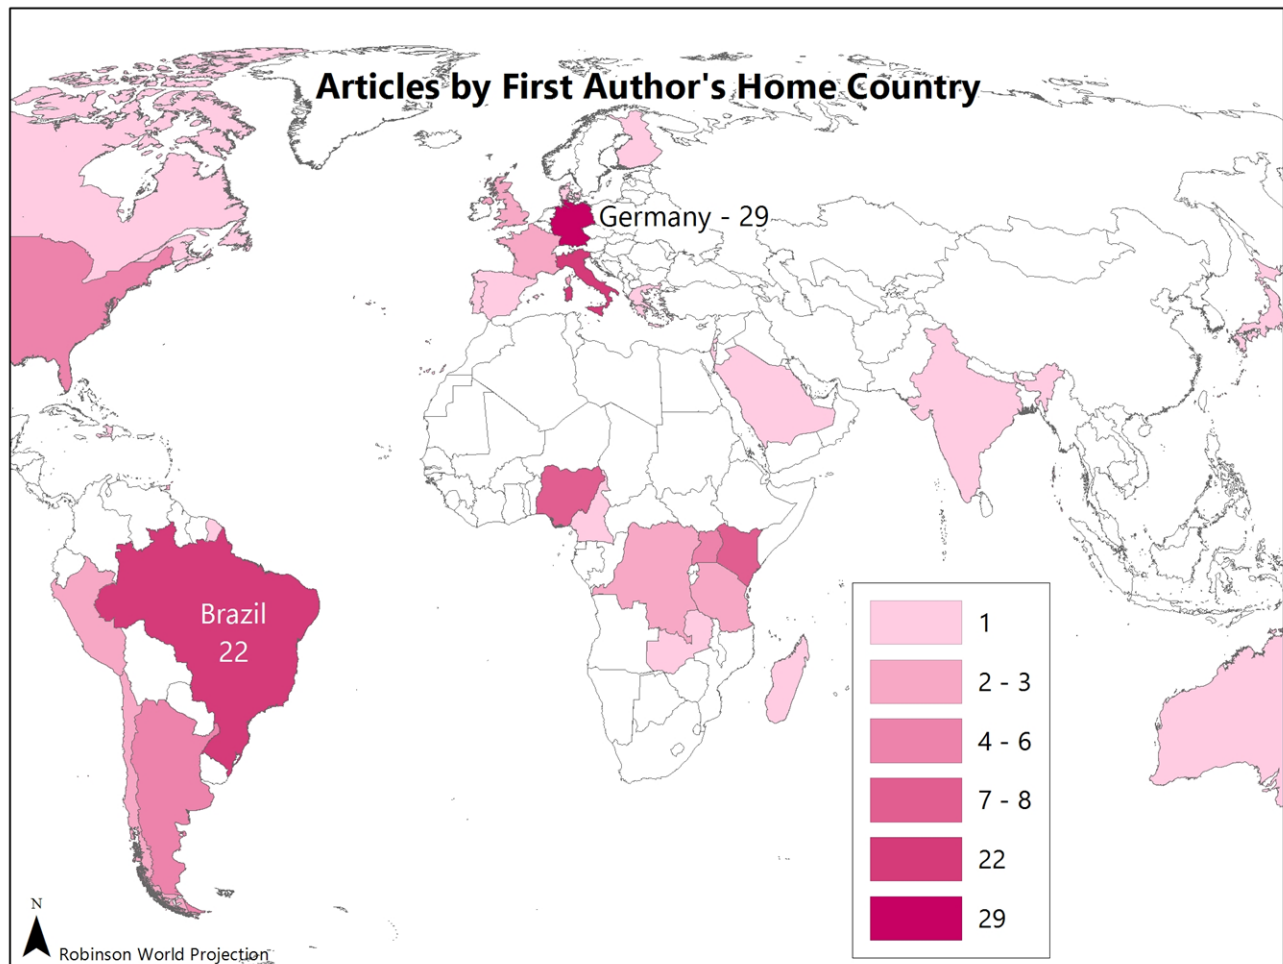 Articles by First Author's Home Country
Germany - 29
Brazil
22
1
2 - 3
4 - 6
7 - 8
22
29
N
Robinson World Projection